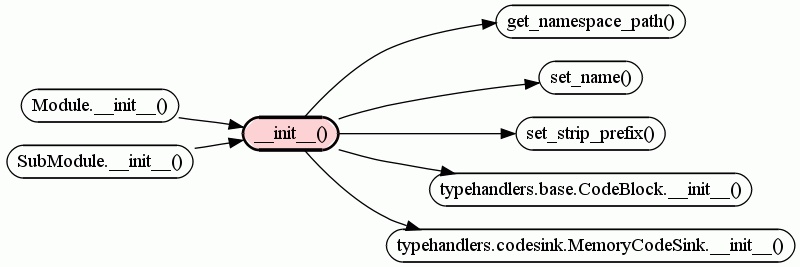 get_namespace_path()
set_name()
Module.__init__()
__init__()
set_strip_prefix()
SubModule.__init__()
typehandlers.base.CodeBlock.__init__()
typehandlers.codesink.MemoryCodeSink.__init__()